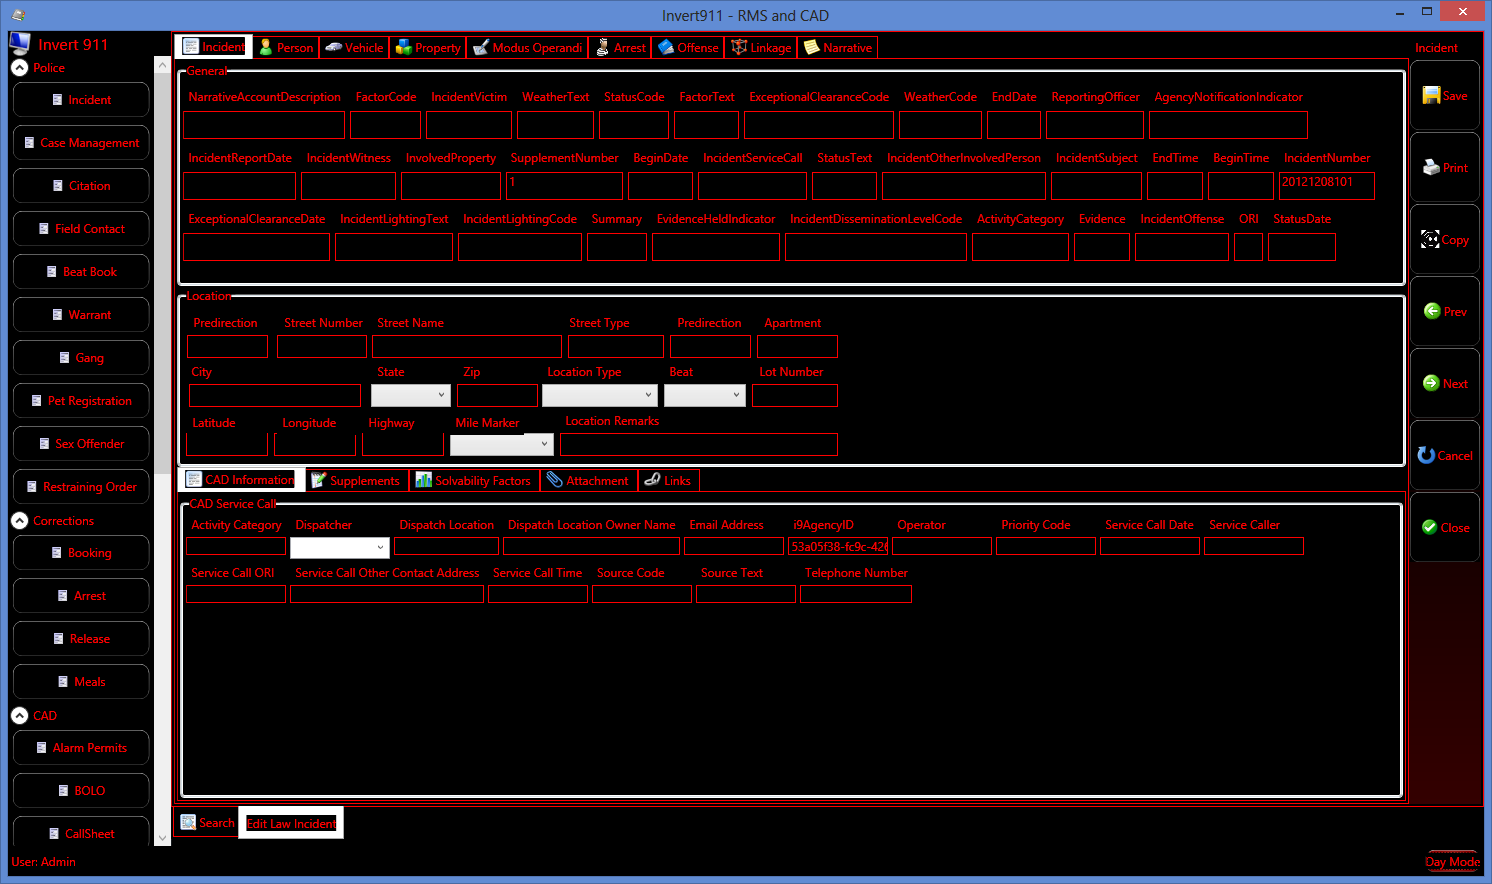 Invert911 - RMS and CAD
Invert 911
Police
Incident
Case Management
Citation
Field Contact
Beat Book
Warrant
Gang
Pet Registration
Sex Offender
Restraining Order
Corrections
Booking
Arrest
Release
Meals
CAD
Alarm Permits
BOLO
CallSheet
User: Admin
Incident Person Vehicle Property Modus Operandi Arrest Offense Linkage Narrative
General
NarrativeAccountDescription FactorCode IncidentVictim WeatherText StatusCode FactorText ExceptionalClearanceCode WeatherCode EndDate ReportingOfficer AgencyNotificationIndicator
IncidentReportDate IncidentWitness InvolvedProperty SupplementNumber BeginDate IncidentServiceCall StatusText IncidentOtherInvolvedPerson IncidentSubject EndTime BeginTime IncidentNumber
1 20121208101
ExceptionalClearanceDate IncidentLightingText IncidentLightingCode Summary EvidenceHeldIndicator IncidentDisseminationLevelCode ActivityCategory Evidence IncidentOffense ORI StatusDate
Location
Predirection Street Number Street Name Street Type Predirection Apartment
City State Zip Location Type Beat Lot Number
Latitude Longitude Highway Mile Marker Location Remarks
CAD Information Supplements Solvability Factors Attachment Links
CAD Service Call
Activity Category Dispatcher Dispatch Location Dispatch Location Owner Name Email Address i9AgencyID Operator Priority Code Service Call Date Service Caller
53a05f38-fc9c-426
Service Call ORI Service Call Other Contact Address Service Call Time Source Code Source Text Telephone Number
Search Edit Law Incident
Incident
Save
Print
Copy
Prev
Next
Cancel
Close
Day Mode